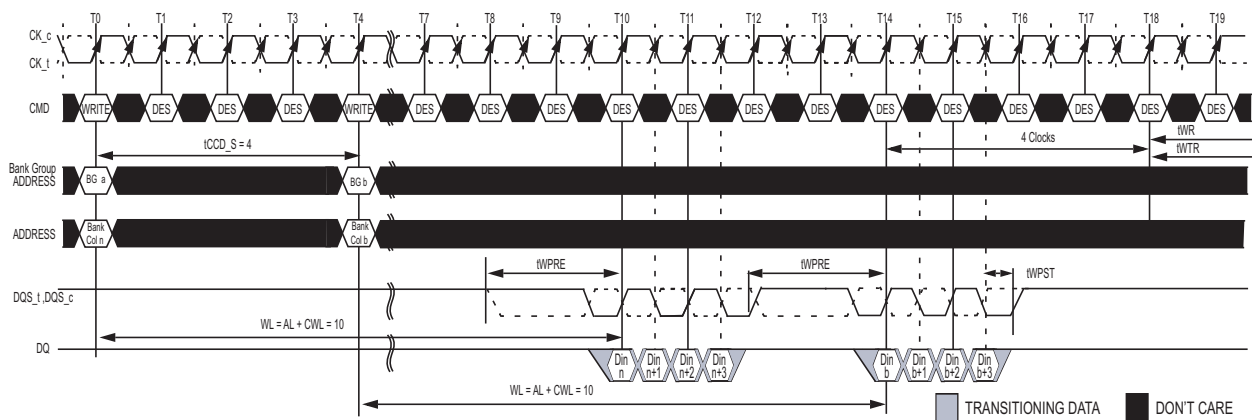 T0 T1 T2 T3 T4 T7 T8 T9 T10 T11 T12 T13 T14 T15 T16 T17 T18 T19
CK_c
CK_t
CMD WRITE DES DES DES WRITE DES DES DES DES DES DES DES DES DES DES DES DES DES
tCCD_S = 4
4 Clocks
tWR
tWTR
Bank Group
ADDRESS
BG a
BG b
ADDRESS
Bank
Col n
Bank
Col b
tWPRE
tWPRE
tWPST
DQS_t ,DQS_c
WL = AL + CWL = 10
DQ
Din
n
Din
n+1
Din
n+2
Din
n+3
Din
b
Din
b+1
Din
b+2
Din
b+3
WL = AL + CWL = 10
TRANSITIONING DATA
DON'T CARE